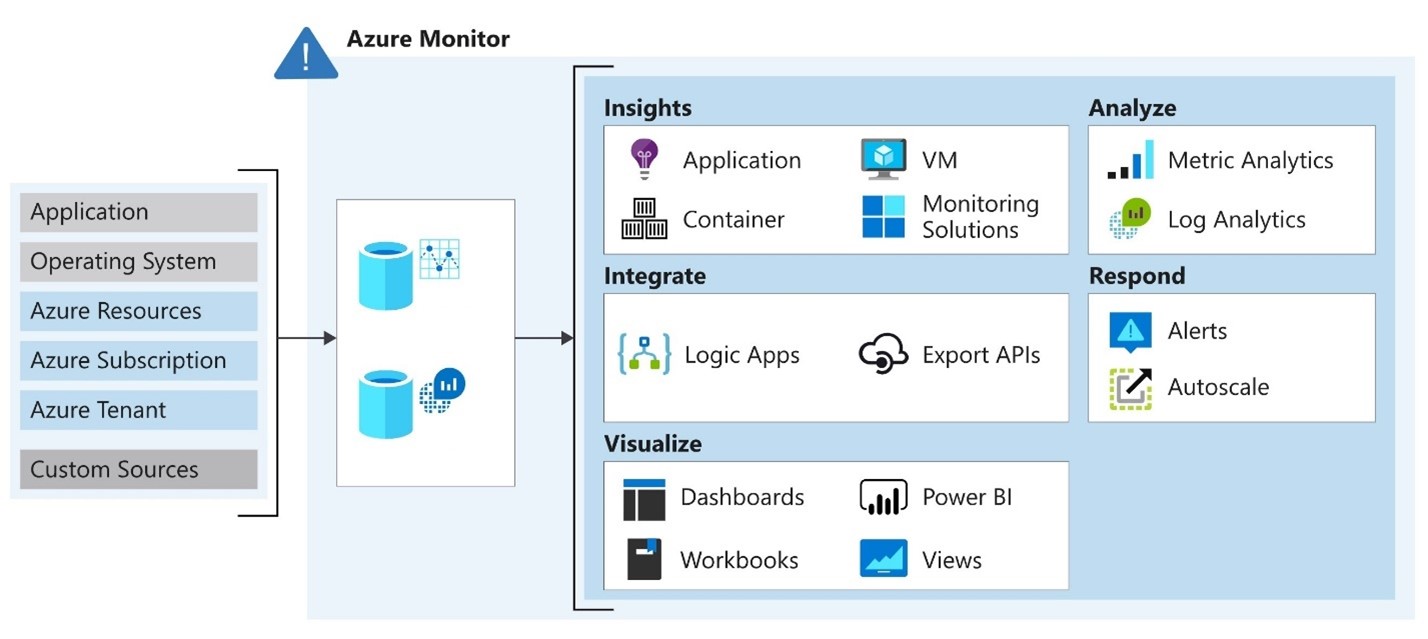 Azure Monitor
Application
Operating System
Azure Resources
Azure Subscription
Azure Tenant
Custom Sources
Insights
Application
VM
Container
Monitoring
Solutions
Analyze
Metric Analytics
Log Analytics
Integrate
Logic Apps
Export APIs
Respond
Alerts
Autoscale
Visualize
Dashboards
Power BI
Workbooks
Views